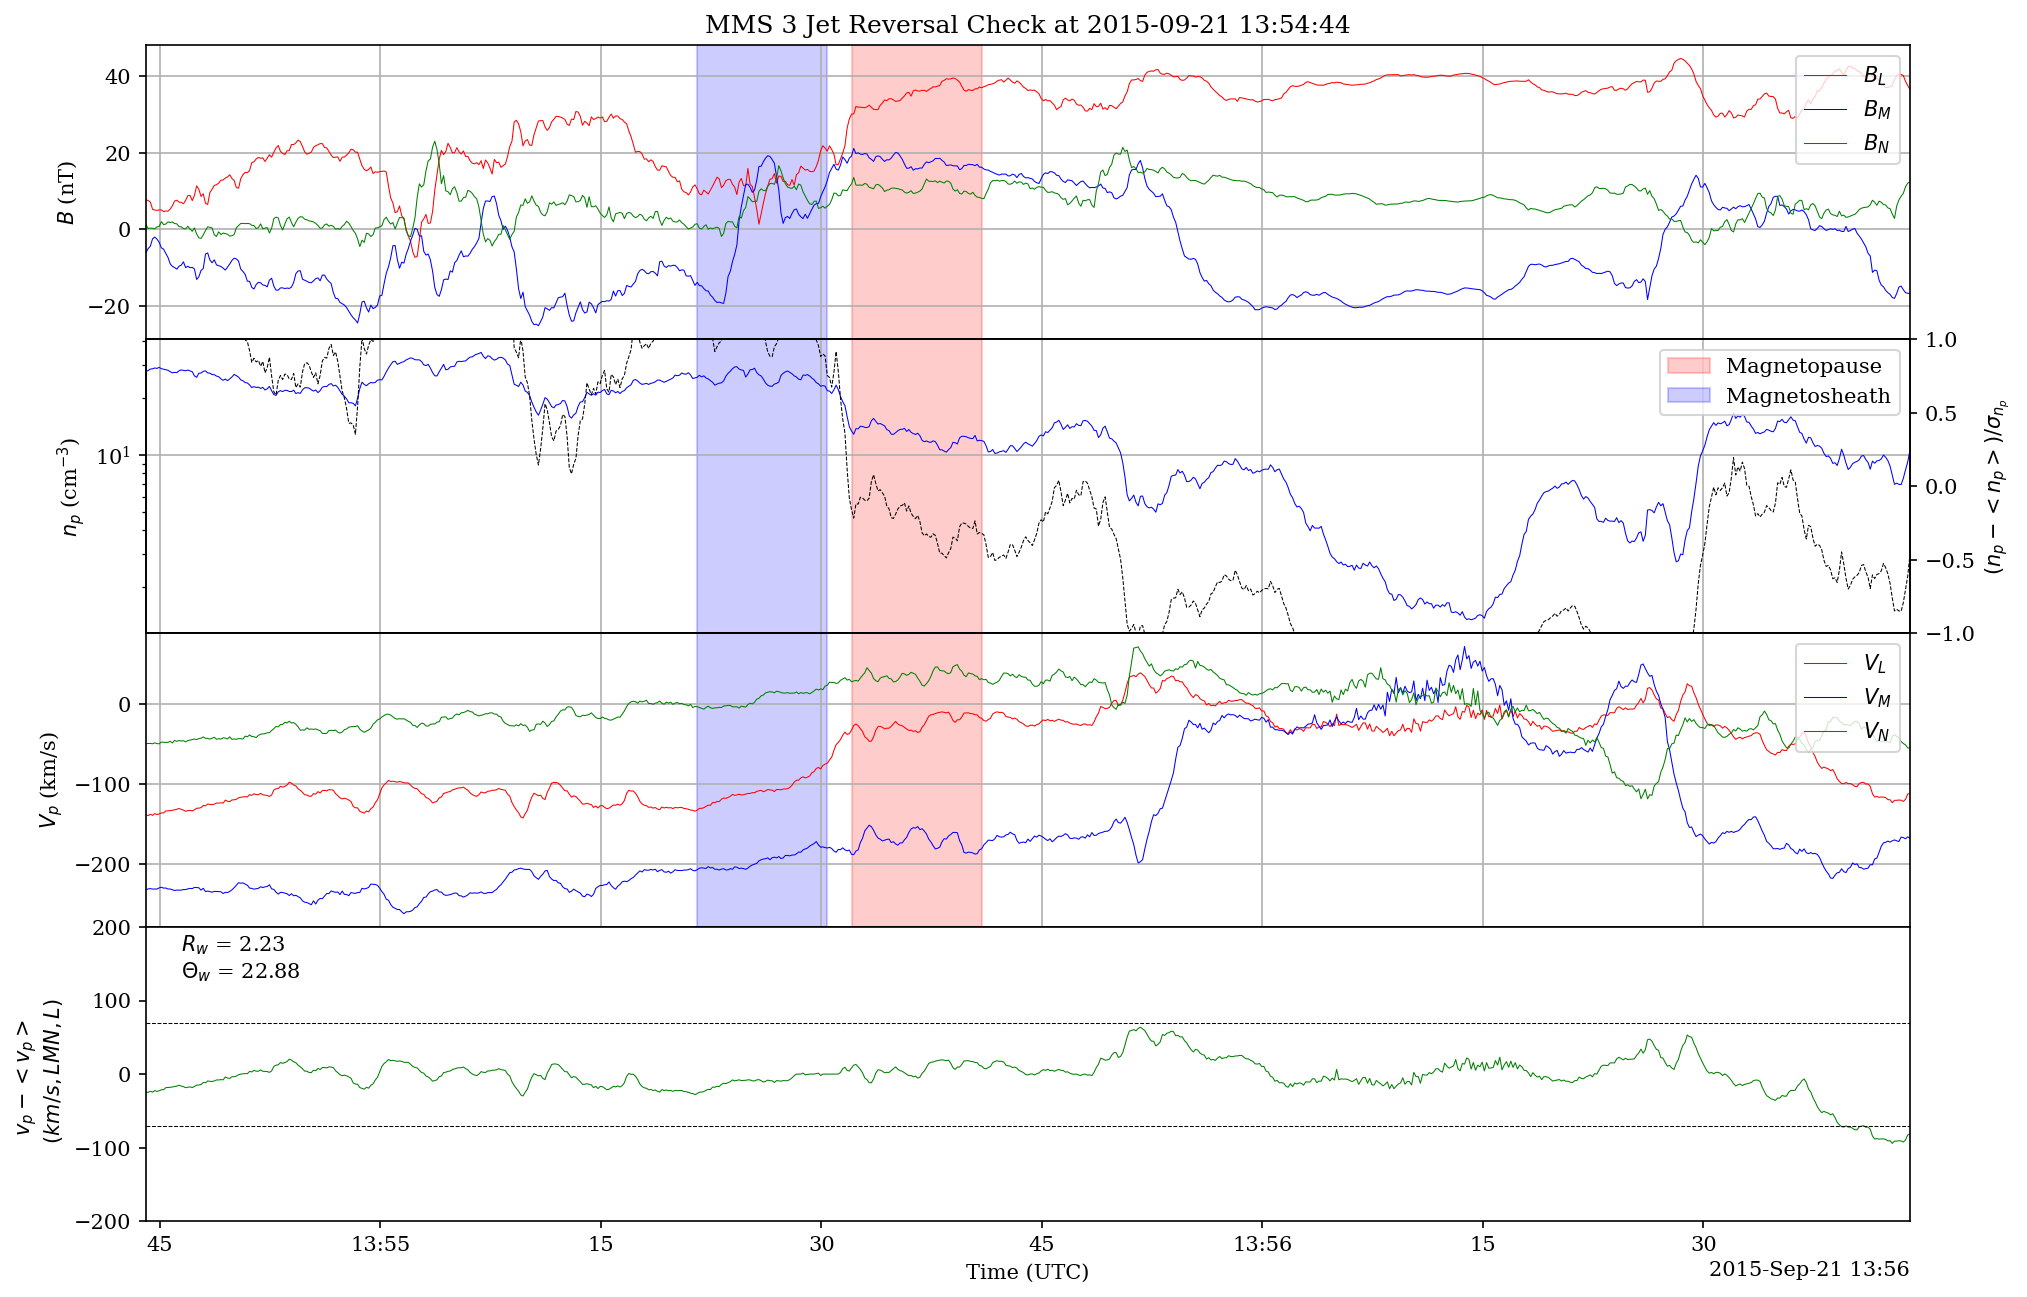 MMS 3 Jet Reversal Check at 2015-09-21 13:54:44
40
20
0
−20
B (nT)
B_L
B_M
B_N
10^1
n_p (cm^−3)
1.0
0.5
0.0
−0.5
−1.0
(n_p − < n_p >)/σ_{n_p}
Magnetopause
Magnetosheath
0
−100
−200
V_p (km/s)
V_L
V_M
V_N
200
100
0
−100
−200
v_p − < v_p >
(km/s, LMN, L)
R_w = 2.23
Θ_w = 22.88
45
13:55
15
30
45
13:56
15
30
Time (UTC)
2015-Sep-21 13:56